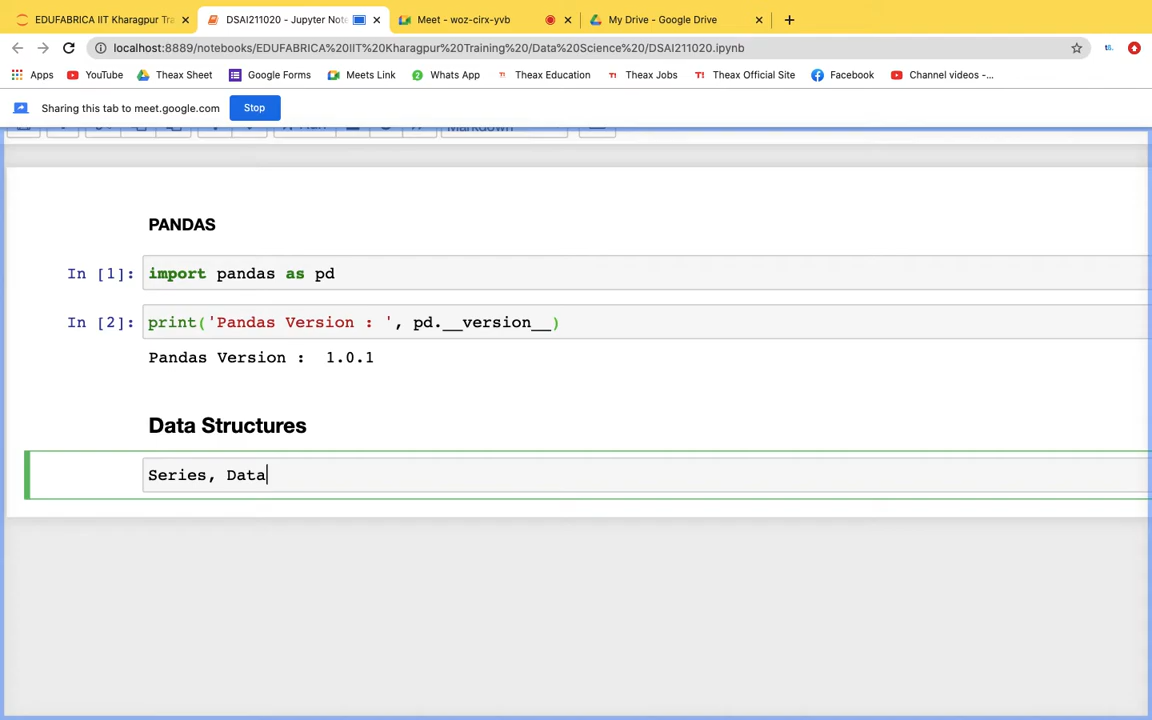 EDUFABRICA IIT Kharagpur Tra
DSAI211020 - Jupyter Note
Meet - woz-cirx-yvb
My Drive - Google Drive
localhost:8889/notebooks/EDUFABRICA%20IIT%20Kharagpur%20Training%20/Data%20Science%20/DSAI211020.ipynb
Apps
YouTube
Theax Sheet
Google Forms
Meets Link
Whats App
Theax Education
Theax Jobs
Theax Official Site
Facebook
Channel videos -...
Sharing this tab to meet.google.com
Stop
Markdown
PANDAS
In [1]: import pandas as pd
In [2]: print('Pandas Version : ', pd.__version__)
Pandas Version :  1.0.1
Data Structures
Series, Data